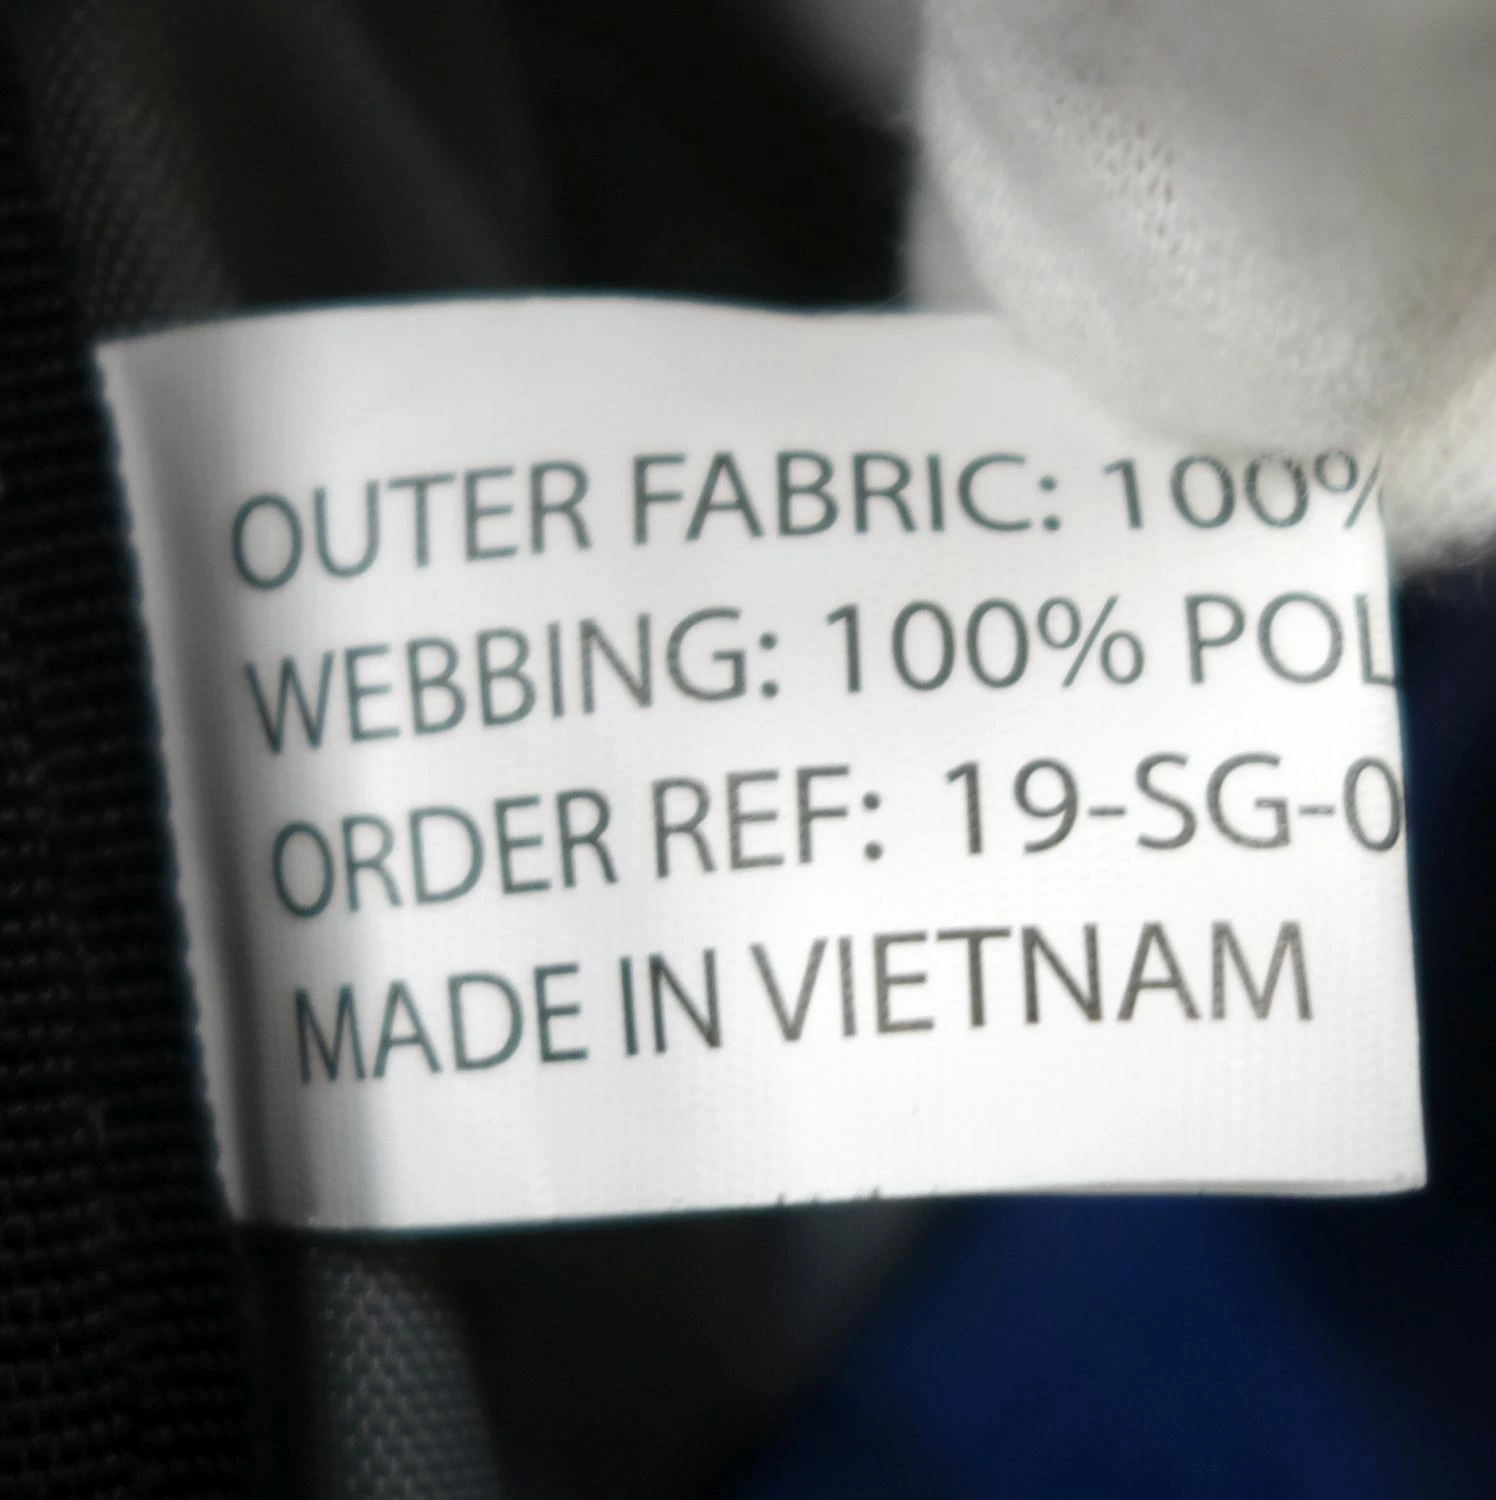 OUTER FABRIC: 100%
WEBBING: 100% POL
ORDER REF: 19-SG-0
MADE IN VIETNAM